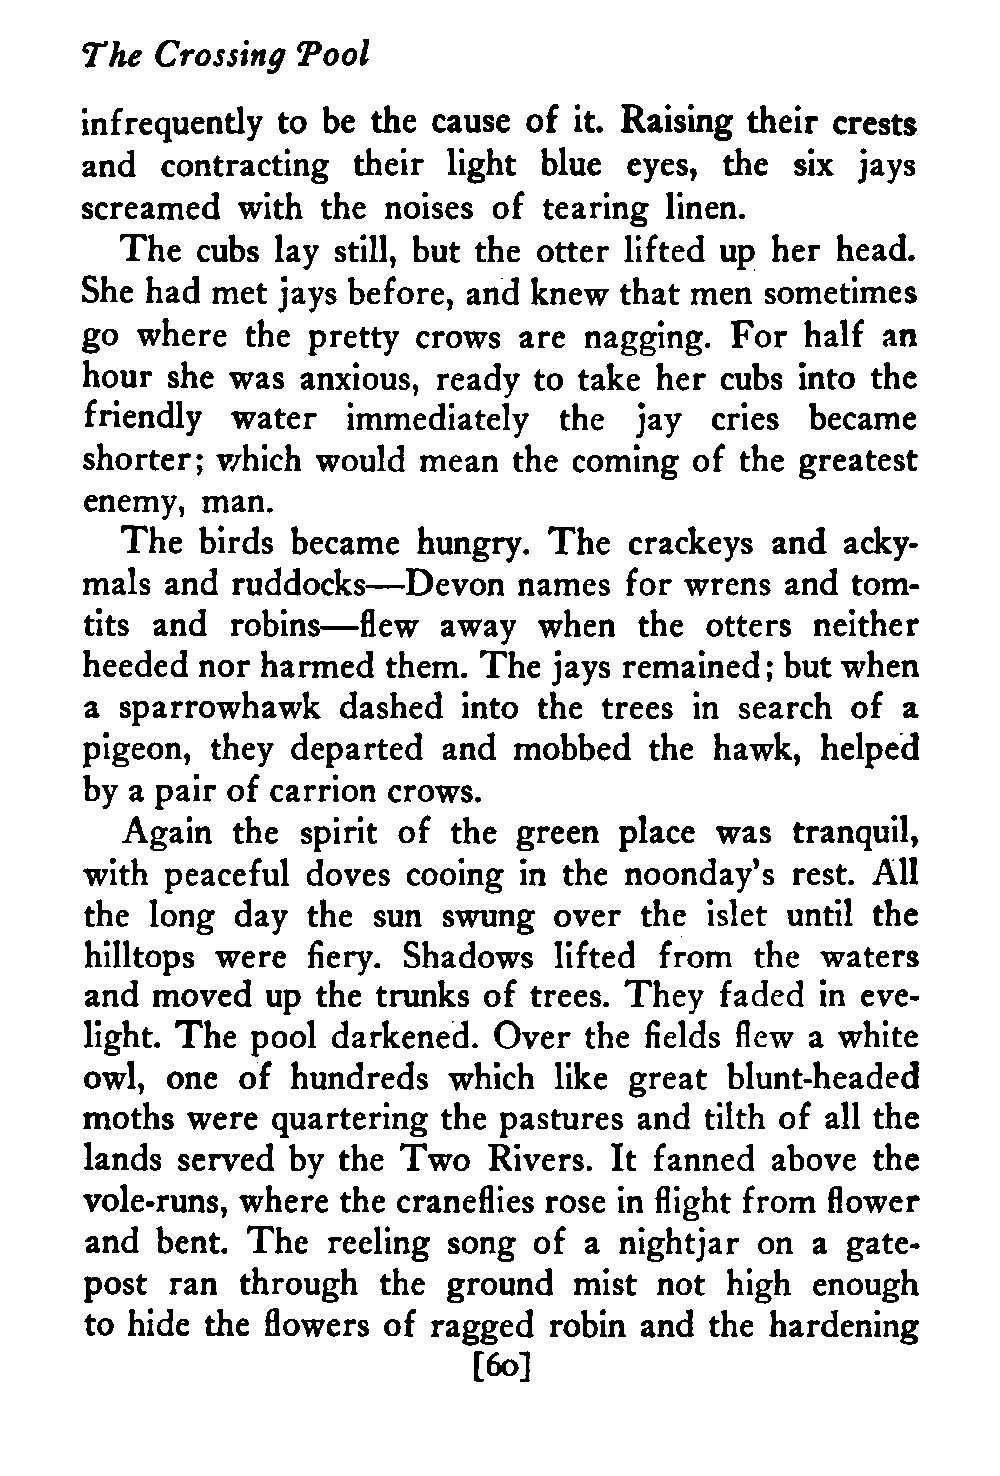 The Crossing Pool
infrequently to be the cause of it. Raising their crests
and contracting their light blue eyes, the six jays
screamed with the noises of tearing linen.
The cubs lay still, but the otter lifted up her head.
She had met jays before, and knew that men sometimes
go where the pretty crows are nagging. For half an
hour she was anxious, ready to take her cubs into the
friendly water immediately the jay cries became
shorter; which would mean the coming of the greatest
enemy, man.
The birds became hungry. The crackeys and acky-
mals and ruddocks—Devon names for wrens and tom-
tits and robins—flew away when the otters neither
heeded nor harmed them. The jays remained; but when
a sparrowhawk dashed into the trees in search of a
pigeon, they departed and mobbed the hawk, helped
by a pair of carrion crows.
Again the spirit of the green place was tranquil,
with peaceful doves cooing in the noonday's rest. All
the long day the sun swung over the islet until the
hilltops were fiery. Shadows lifted from the waters
and moved up the trunks of trees. They faded in eve-
light. The pool darkened. Over the fields flew a white
owl, one of hundreds which like great blunt-headed
moths were quartering the pastures and tilth of all the
lands served by the Two Rivers. It fanned above the
vole-runs, where the craneflies rose in flight from flower
and bent. The reeling song of a nightjar on a gate-
post ran through the ground mist not high enough
to hide the flowers of ragged robin and the hardening
[60]